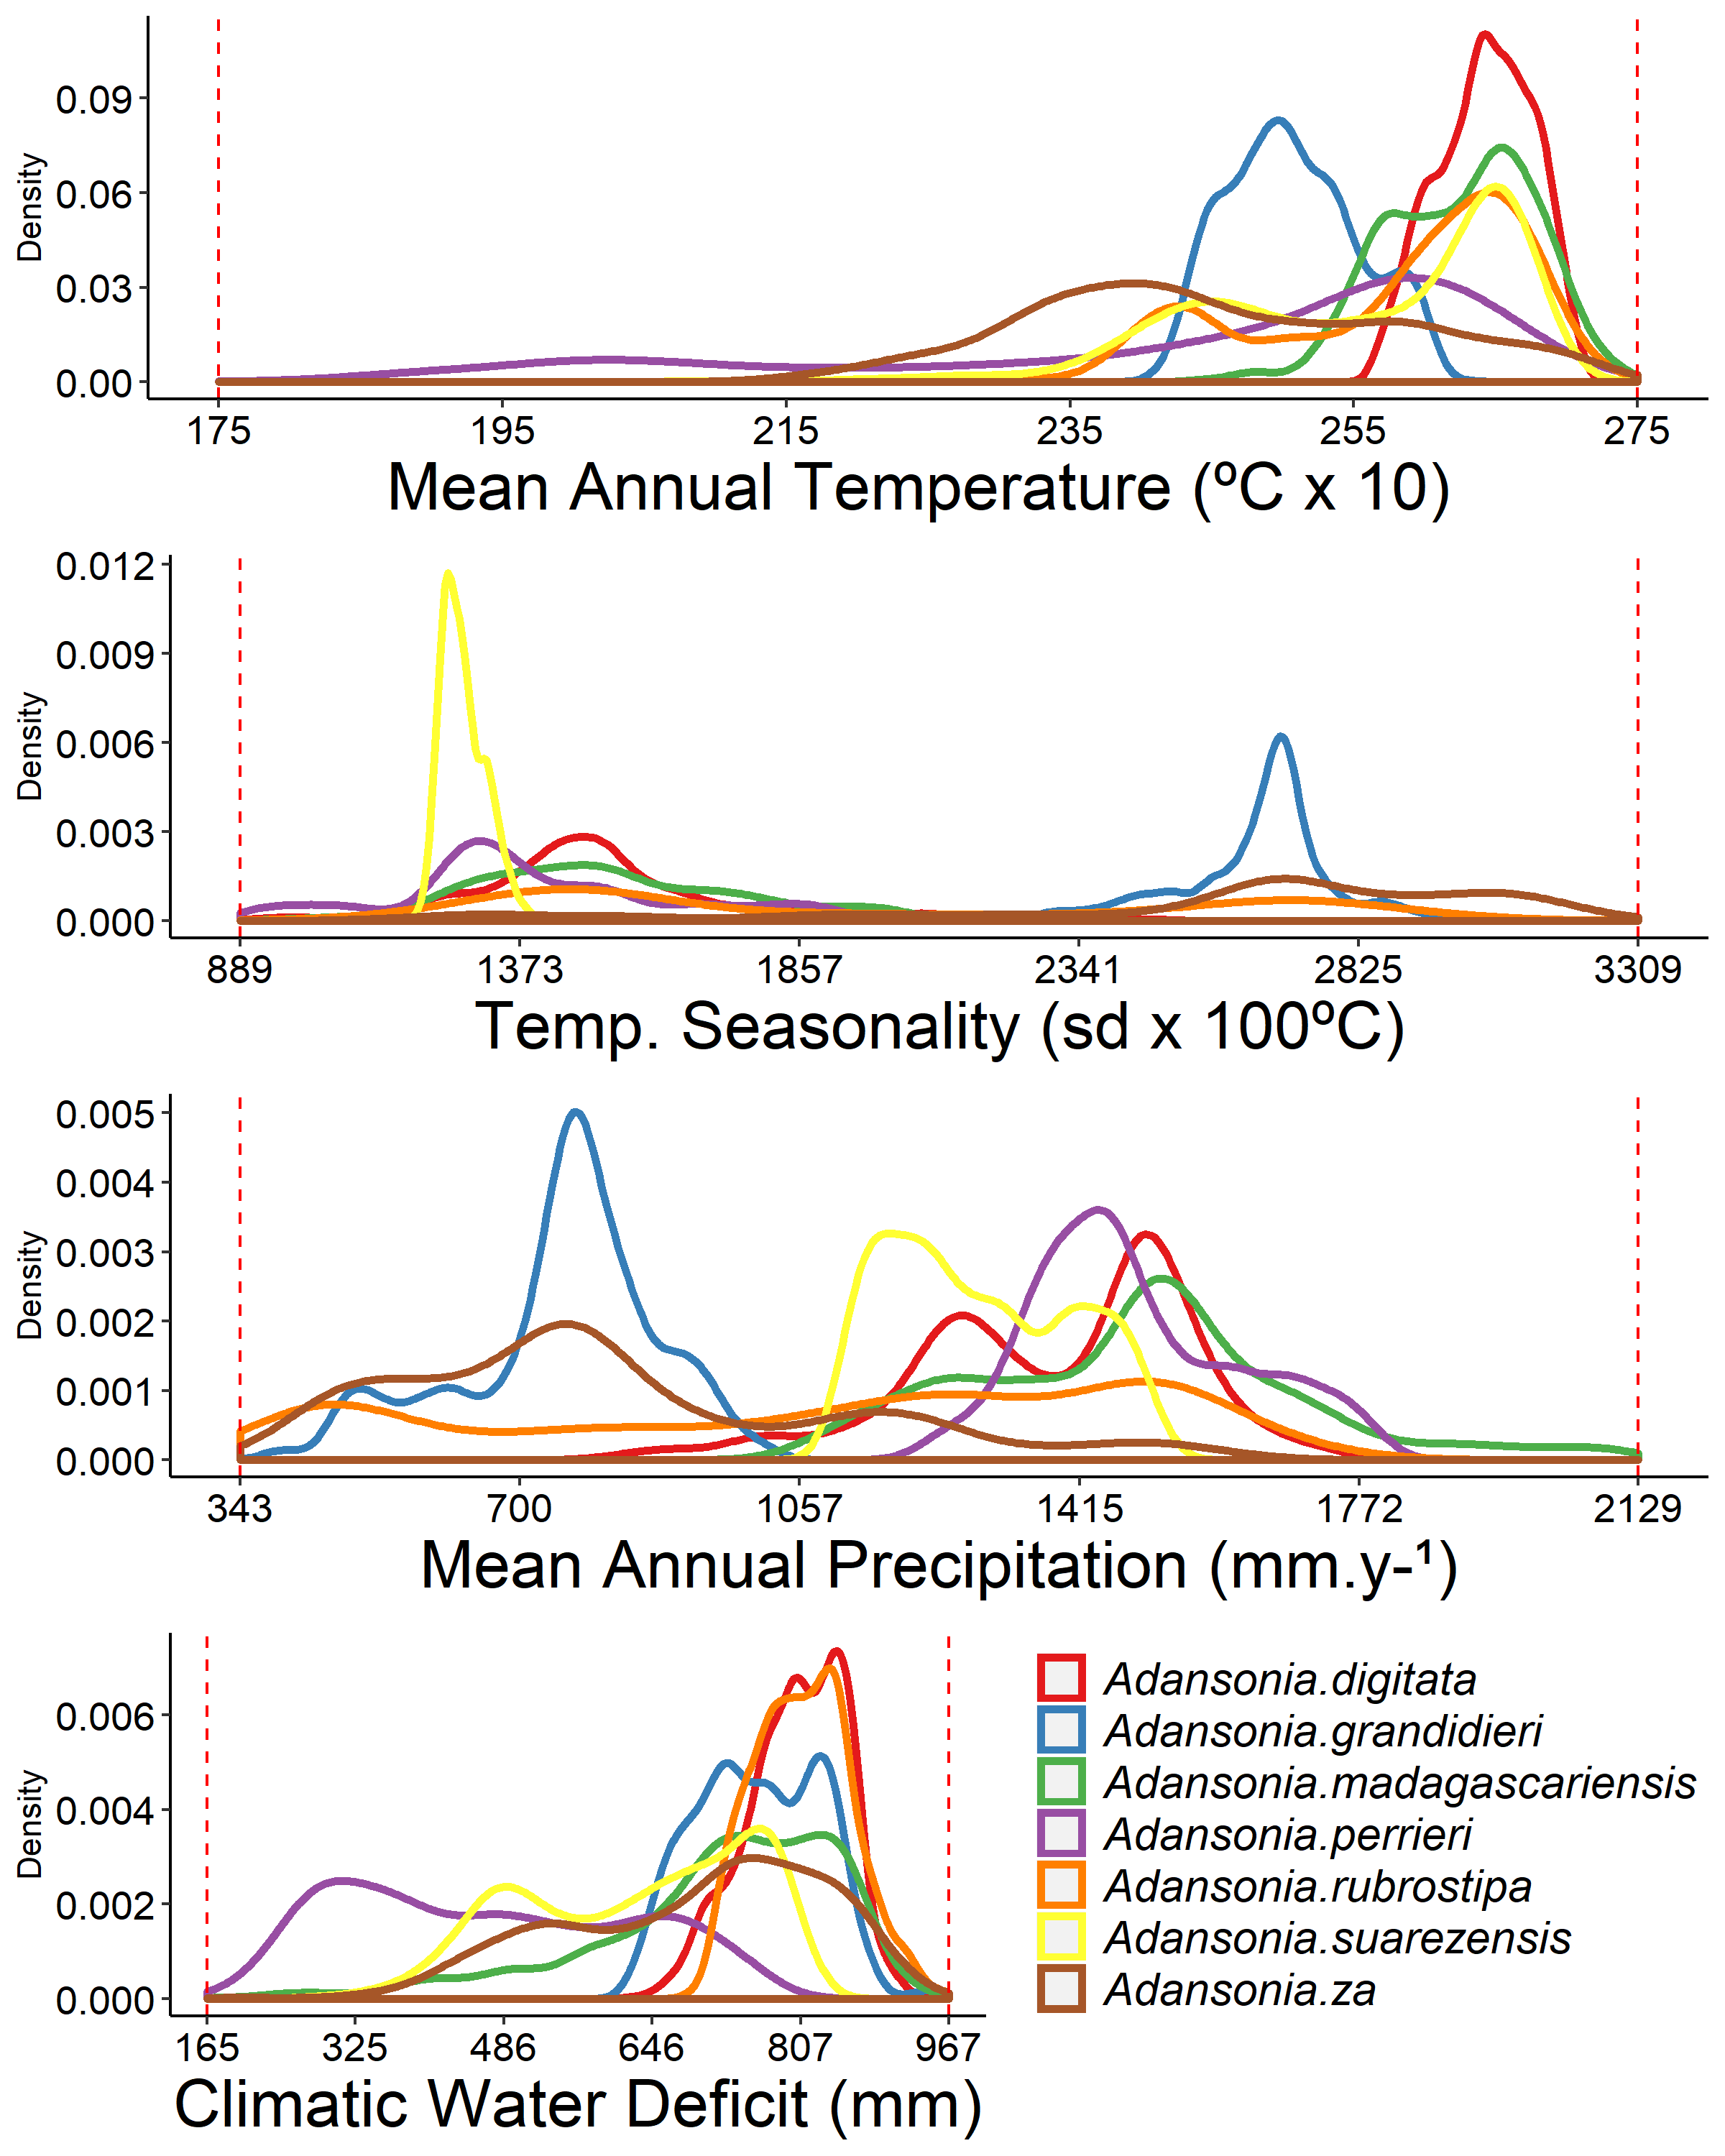 Density
0.09
0.06
0.03
0.00
175 195 215 235 255 275
Mean Annual Temperature (ºC x 10)
Density
0.012
0.009
0.006
0.003
0.000
889 1373 1857 2341 2825 3309
Temp. Seasonality (sd x 100ºC)
Density
0.005
0.004
0.003
0.002
0.001
0.000
343 700 1057 1415 1772 2129
Mean Annual Precipitation (mm.y-¹)
Density
0.006
0.004
0.002
0.000
165 325 486 646 807 967
Climatic Water Deficit (mm)
Adansonia.digitata
Adansonia.grandidieri
Adansonia.madagascariensis
Adansonia.perrieri
Adansonia.rubrostipa
Adansonia.suarezensis
Adansonia.za